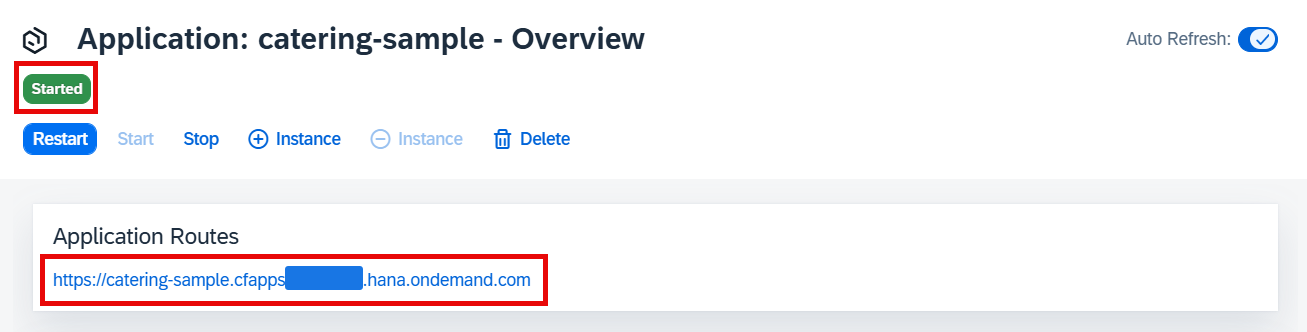 Application: catering-sample - Overview
Auto Refresh:
Started
Restart Start Stop Instance Instance Delete
Application Routes
https://catering-sample.cfapps .hana.ondemand.com